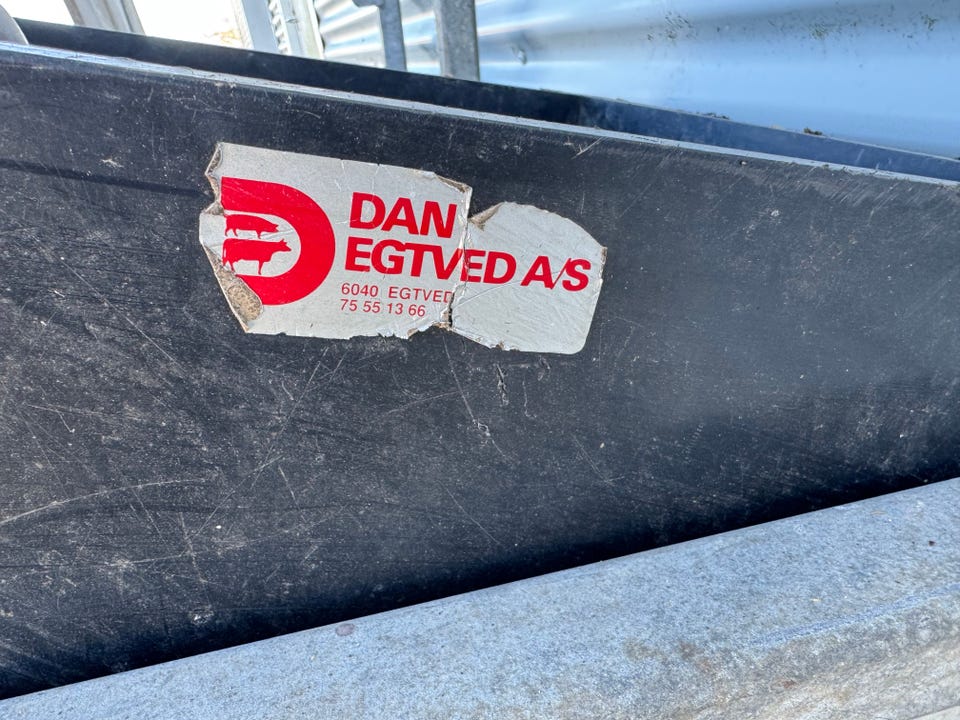 DAN
EGTVED A/S
6040 EGTVED
75 55 13 66